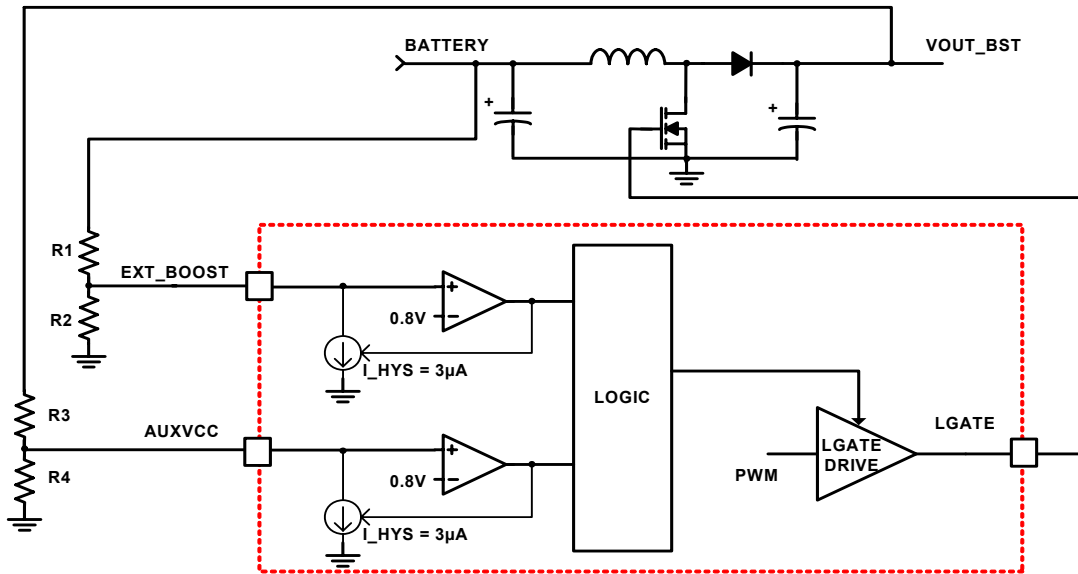 BATTERY
VOUT_BST
+
+
R1
EXT_BOOST
R2
+
0.8V
−
I_HYS = 3µA
LOGIC
R3
AUXVCC
R4
+
0.8V
−
I_HYS = 3µA
LGATE
LGATE
DRIVE
PWM